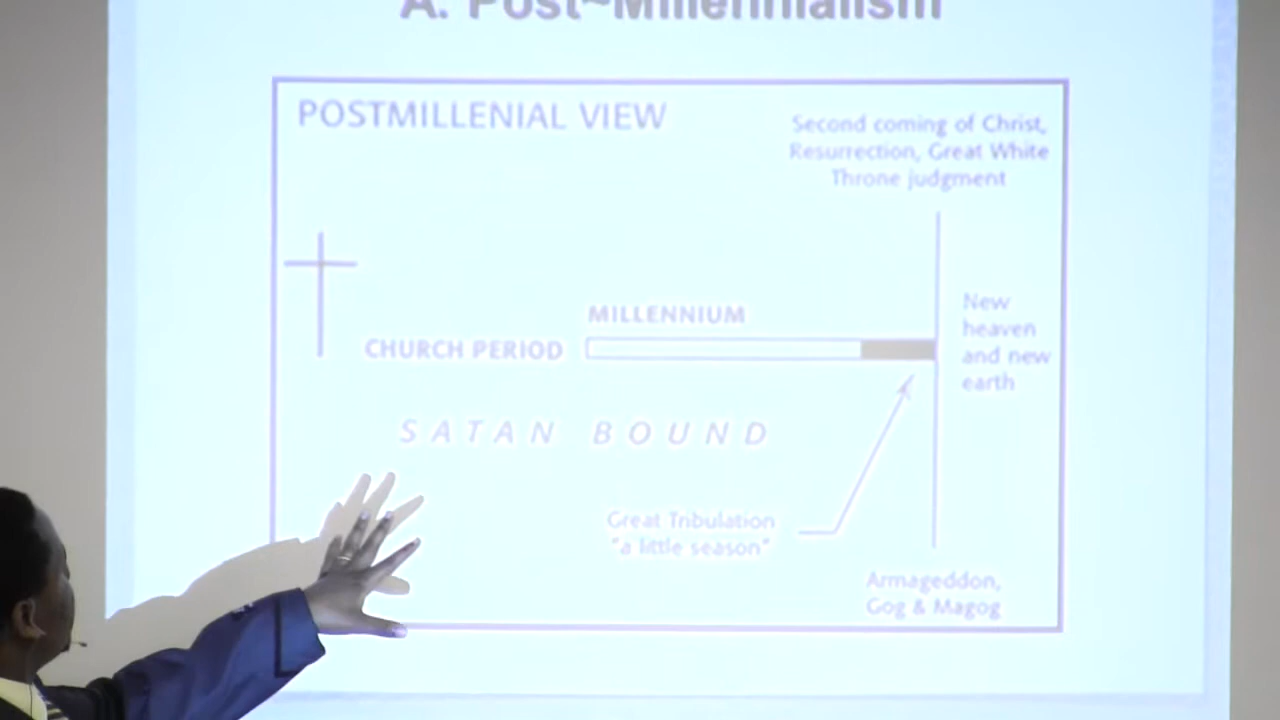 A. Post~Millennialism
POSTMILLENIAL VIEW
Second coming of Christ,
Resurrection, Great White
Throne judgment
MILLENNIUM
CHURCH PERIOD
New
heaven
and new
earth
SATAN BOUND
Great Tribulation
"a little season"
Armageddon,
Gog & Magog